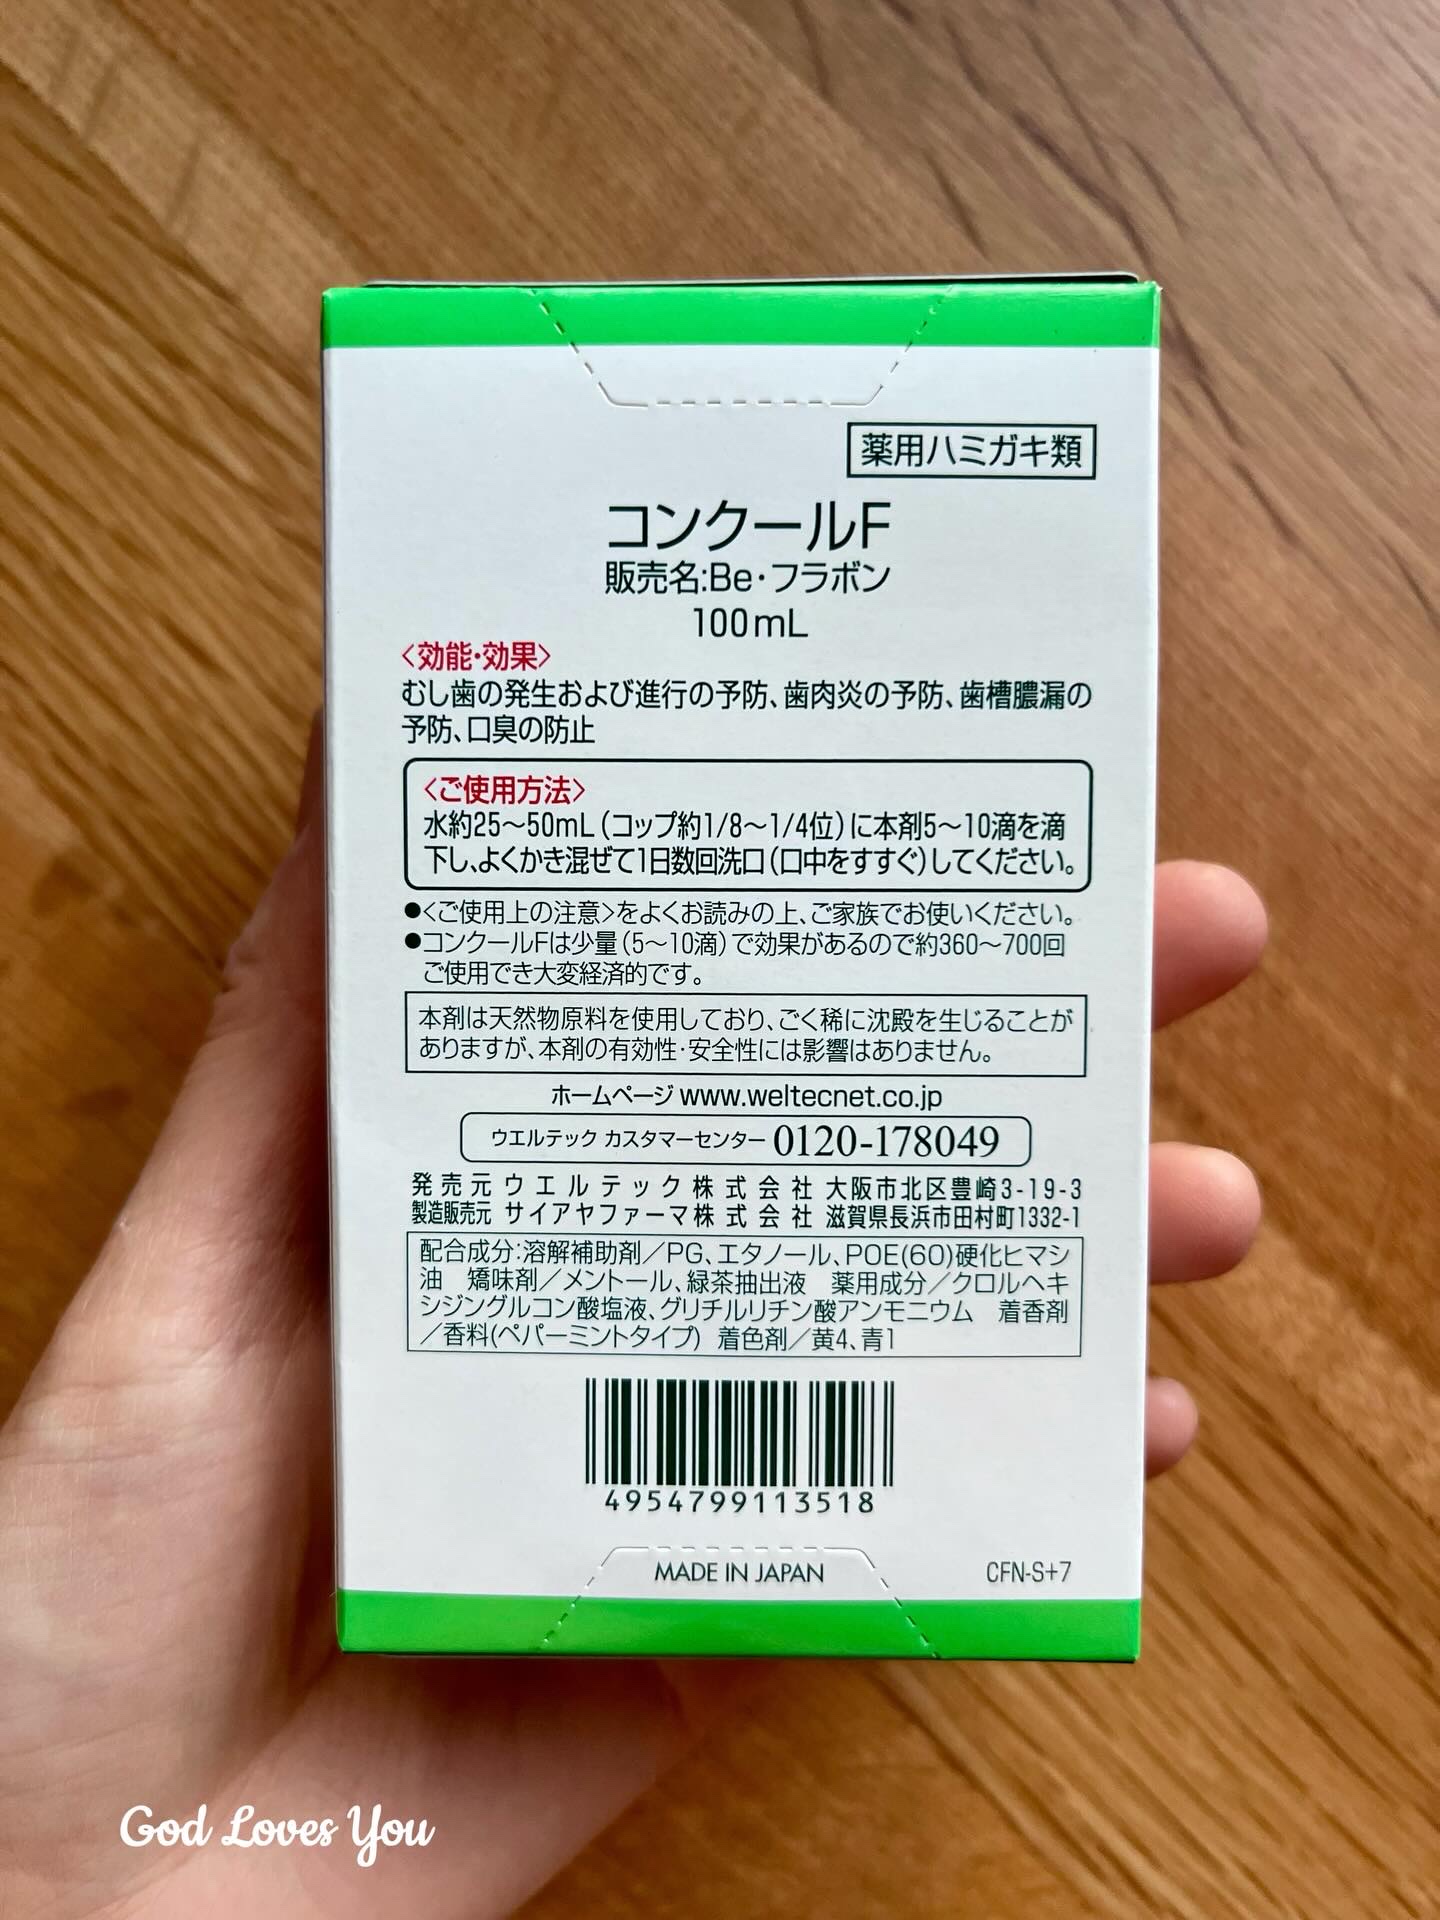 薬用ハミガキ類
コンクールF
販売名:Be・フラボン
100mL
〈効能・効果〉
むし歯の発生および進行の予防、歯肉炎の予防、歯槽膿漏の
予防、口臭の防止
〈ご使用方法〉
水約25〜50mL(コップ約1/8〜1/4位)に本剤5〜10滴を滴
下し、よくかき混ぜて1日数回洗口(口中をすすぐ)してください。
●<ご使用上の注意>をよくお読みの上、ご家族でお使いください。
●コンクールFは少量(5〜10滴)で効果があるので約360〜700回
ご使用でき大変経済的です。
本剤は天然物原料を使用しており、ごく稀に沈殿を生じることが
ありますが、本剤の有効性・安全性には影響はありません。
ホームページ www.weltecnet.co.jp
ウエルテック カスタマーセンター 0120-178049
発売元 ウエルテック株式会社 大阪市北区豊崎3-19-3
製造販売元 サイアヤファーマ株式会社 滋賀県長浜市田村町1332-1
配合成分:溶解補助剤/PG、エタノール、POE(60)硬化ヒマシ
油 矯味剤/メントール、緑茶抽出液 薬用成分/クロルヘキ
シジングルコン酸塩液、グリチルリチン酸アンモニウム 着香剤
/香料(ペパーミントタイプ) 着色剤/黄4、青1
4954799113518
MADE IN JAPAN
CFN-S+7
God Loves You